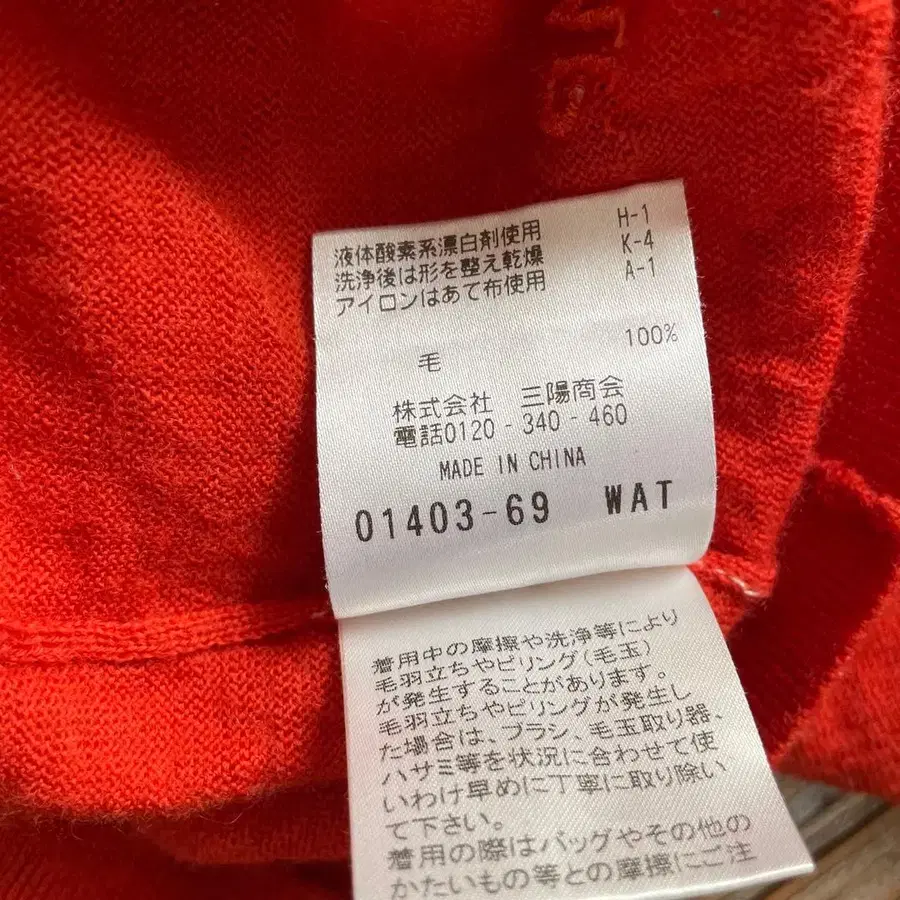 液体酸素系漂白剤使用 H-1
洗浄後は形を整え乾燥 K-4
アイロンはあて布使用 A-1
毛 100%
株式会社 三陽商会
電話0120-340-460
MADE IN CHINA
01403-69 WAT
着用中の摩擦や洗浄等により
毛羽立ちやピリング(毛玉)
が発生することがあります。
毛羽立ちやピリングが発生し
た場合は、ブラシ、毛玉取り器、
ハサミ等を状況に合わせて使
いわけ早めに丁寧に取り除い
て下さい。
着用の際はバッグやその他の
かたいもの等との摩擦にご注